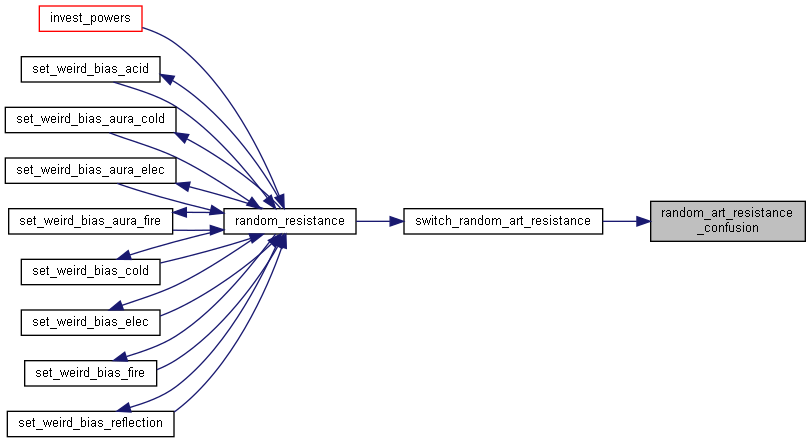 invest_powers
set_weird_bias_acid
set_weird_bias_aura_cold
set_weird_bias_aura_elec
set_weird_bias_aura_fire
set_weird_bias_cold
set_weird_bias_elec
set_weird_bias_fire
set_weird_bias_reflection
random_resistance
switch_random_art_resistance
random_art_resistance
_confusion